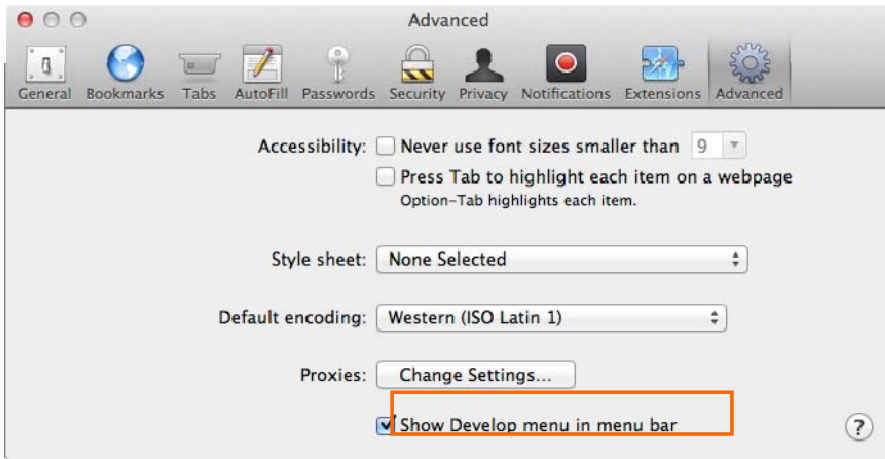 Advanced
General Bookmarks Tabs AutoFill Passwords Security Privacy Notifications Extensions Advanced
Accessibility: Never use font sizes smaller than 9
Press Tab to highlight each item on a webpage
Option-Tab highlights each item.
Style sheet: None Selected
Default encoding: Western (ISO Latin 1)
Proxies: Change Settings...
Show Develop menu in menu bar
?